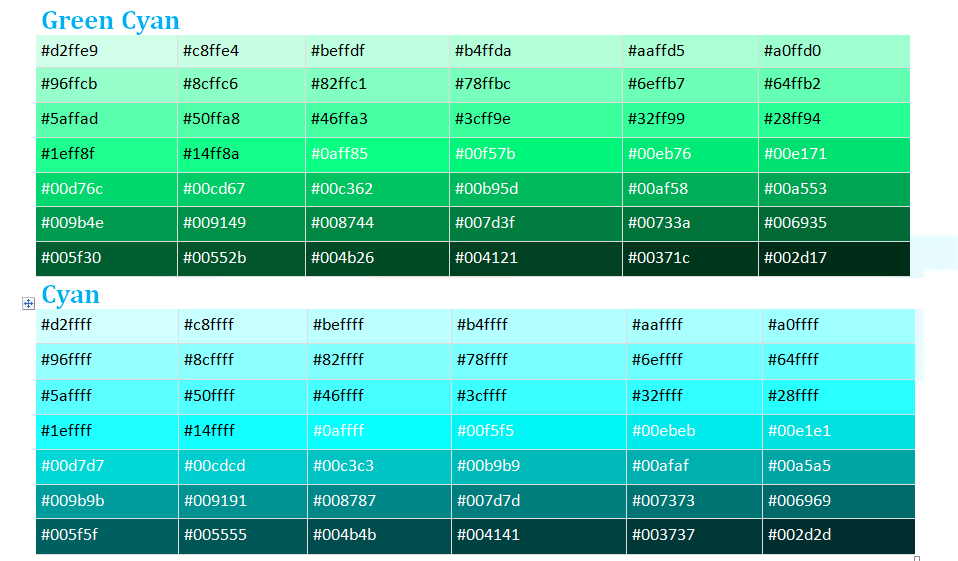 Green Cyan
#d2ffe9 #c8ffe4 #beffdf #b4ffda #aaffd5 #a0ffd0
#96ffcb #8cffc6 #82ffc1 #78ffbc #6effb7 #64ffb2
#5affad #50ffa8 #46ffa3 #3cff9e #32ff99 #28ff94
#1eff8f #14ff8a #0aff85 #00f57b #00eb76 #00e171
#00d76c #00cd67 #00c362 #00b95d #00af58 #00a553
#009b4e #009149 #008744 #007d3f #00733a #006935
#005f30 #00552b #004b26 #004121 #00371c #002d17
Cyan
#d2ffff #c8ffff #beffff #b4ffff #aaffff #a0ffff
#96ffff #8cffff #82ffff #78ffff #6effff #64ffff
#5affff #50ffff #46ffff #3cffff #32ffff #28ffff
#1effff #14ffff #0affff #00f5f5 #00ebeb #00e1e1
#00d7d7 #00cdcd #00c3c3 #00b9b9 #00afaf #00a5a5
#009b9b #009191 #008787 #007d7d #007373 #006969
#005f5f #005555 #004b4b #004141 #003737 #002d2d